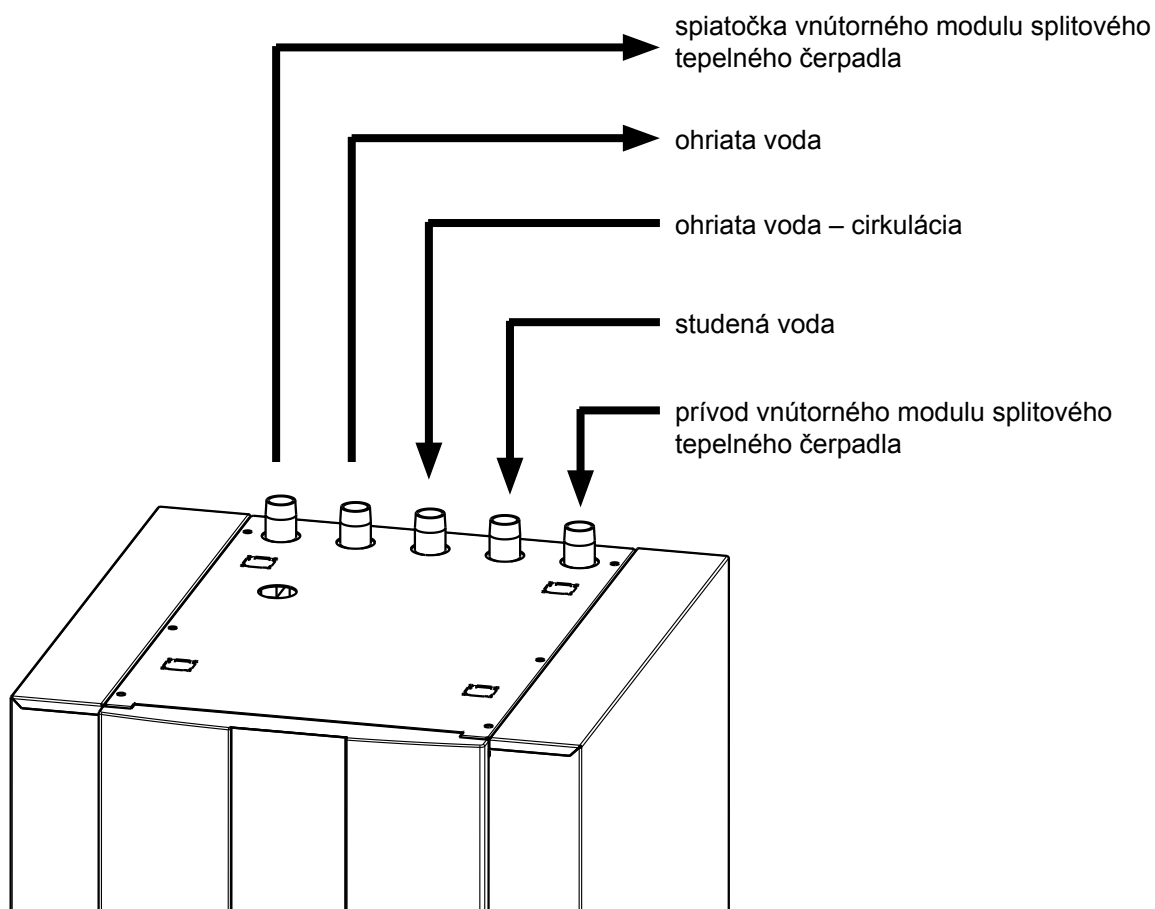 spiatočka vnútorného modulu splitového
tepelného čerpadla
ohriata voda
ohriata voda – cirkulácia
studená voda
prívod vnútorného modulu splitového
tepelného čerpadla